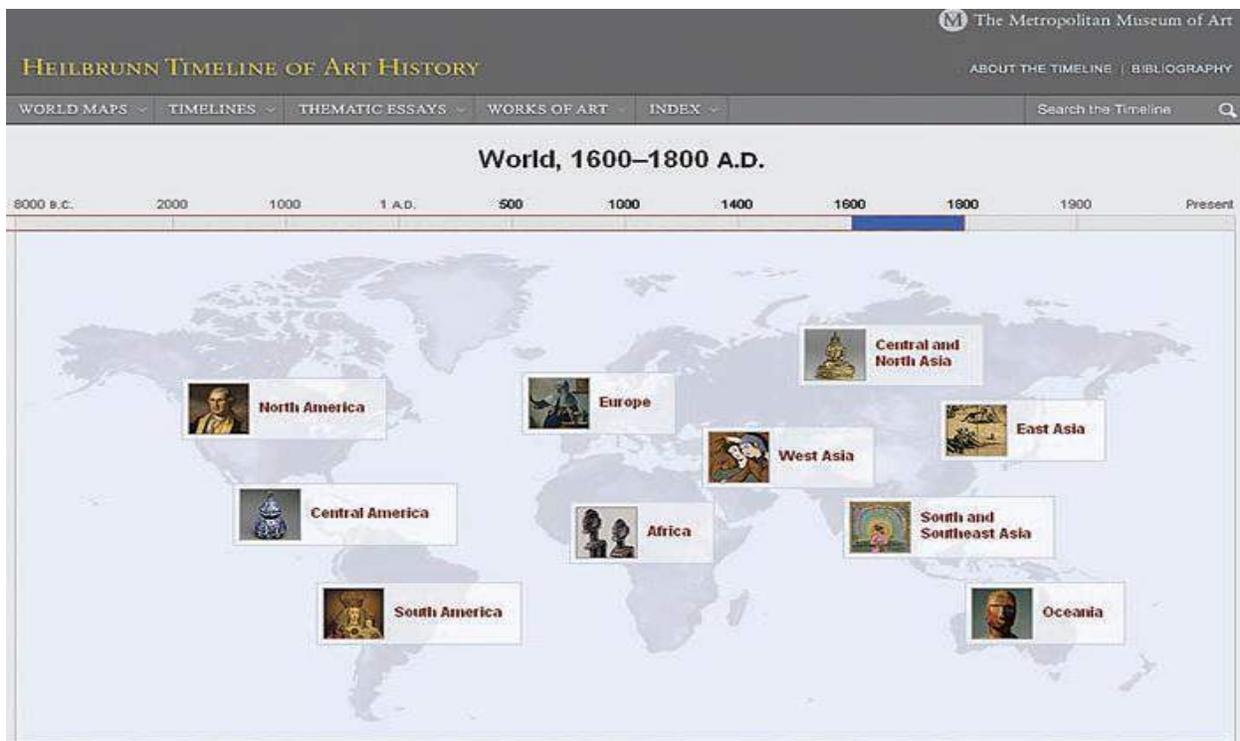 M The Metropolitan Museum of Art
HEILBRUNN TIMELINE OF ART HISTORY
ABOUT THE TIMELINE | BIBLIOGRAPHY
WORLD MAPS TIMELINES THEMATIC ESSAYS WORKS OF ART INDEX Search the Timeline
World, 1600–1800 A.D.
8000 B.C. 2000 1000 1 A.D. 500 1000 1400 1600 1800 1900 Present
Central and
North Asia
North America
Europe
East Asia
West Asia
Central America
Africa
South and
Southeast Asia
South America
Oceania